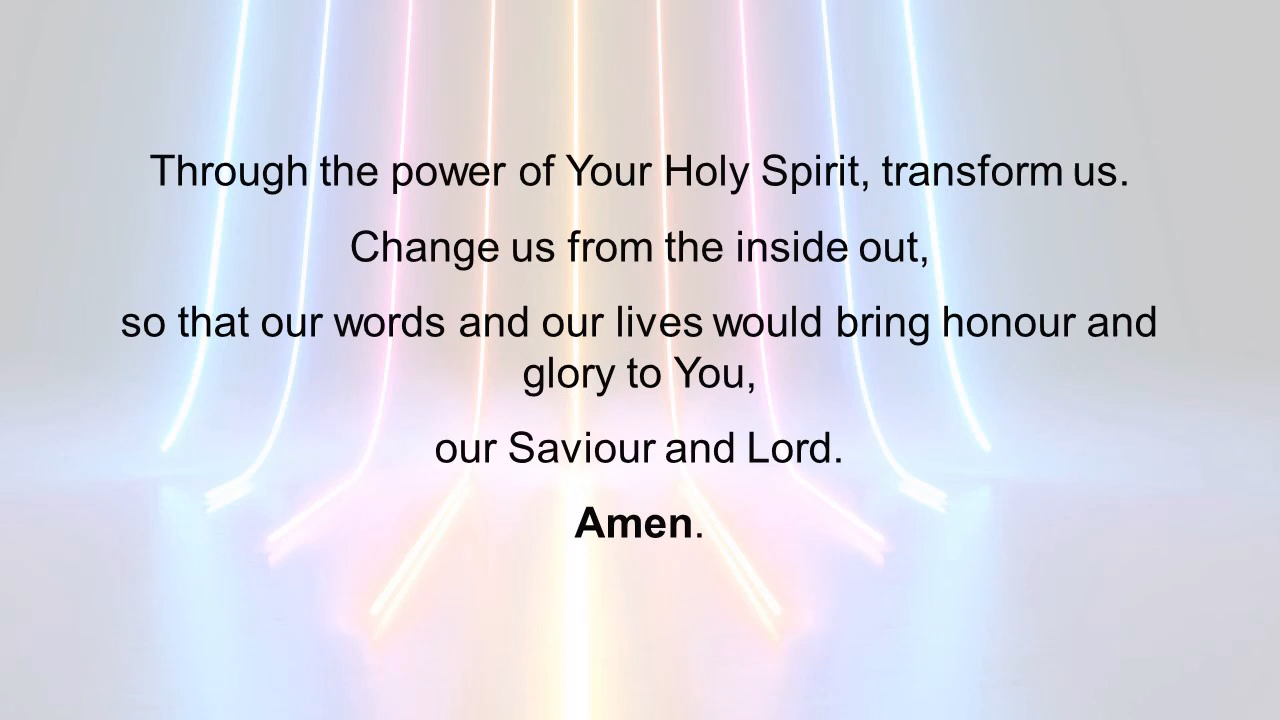 Through the power of Your Holy Spirit, transform us.
Change us from the inside out,
so that our words and our lives would bring honour and
glory to You,
our Saviour and Lord.
Amen.